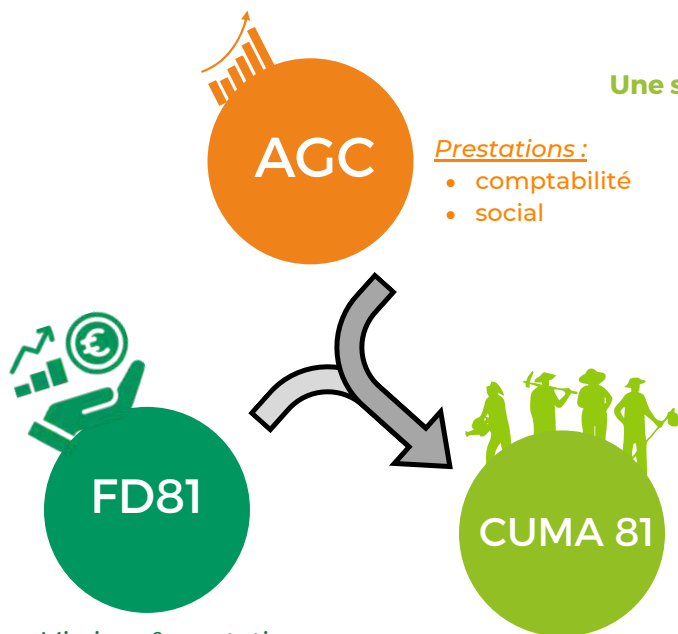 Une s
AGC
Prestations :
• comptabilité
• social
FD81
CUMA 81